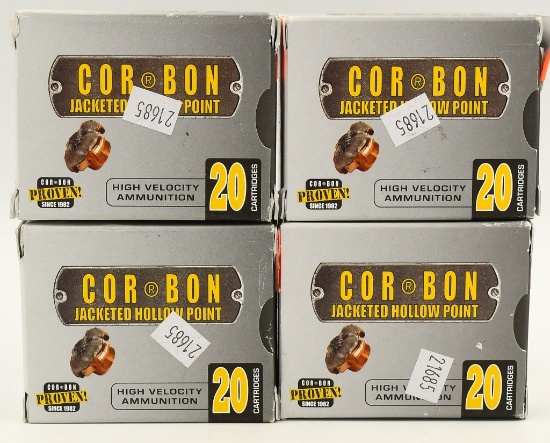 COR ® BON
JACKETED HOLLOW POINT
21685
COR ® BON
PROVEN!
SINCE 1982
HIGH VELOCITY
AMMUNITION
20
CARTRIDGES
COR ® BON
JACKETED HOLLOW POINT
21685
COR ® BON
PROVEN!
SINCE 1982
HIGH VELOCITY
AMMUNITION
20
CARTRIDGES
COR ® BON
JACKETED HOLLOW POINT
21685
COR ® BON
PROVEN!
SINCE 1982
HIGH VELOCITY
AMMUNITION
20
CARTRIDGES
COR ® BON
JACKETED HOLLOW POINT
21685
COR ® BON
PROVEN!
SINCE 1982
HIGH VELOCITY
AMMUNITION
20
CARTRIDGES